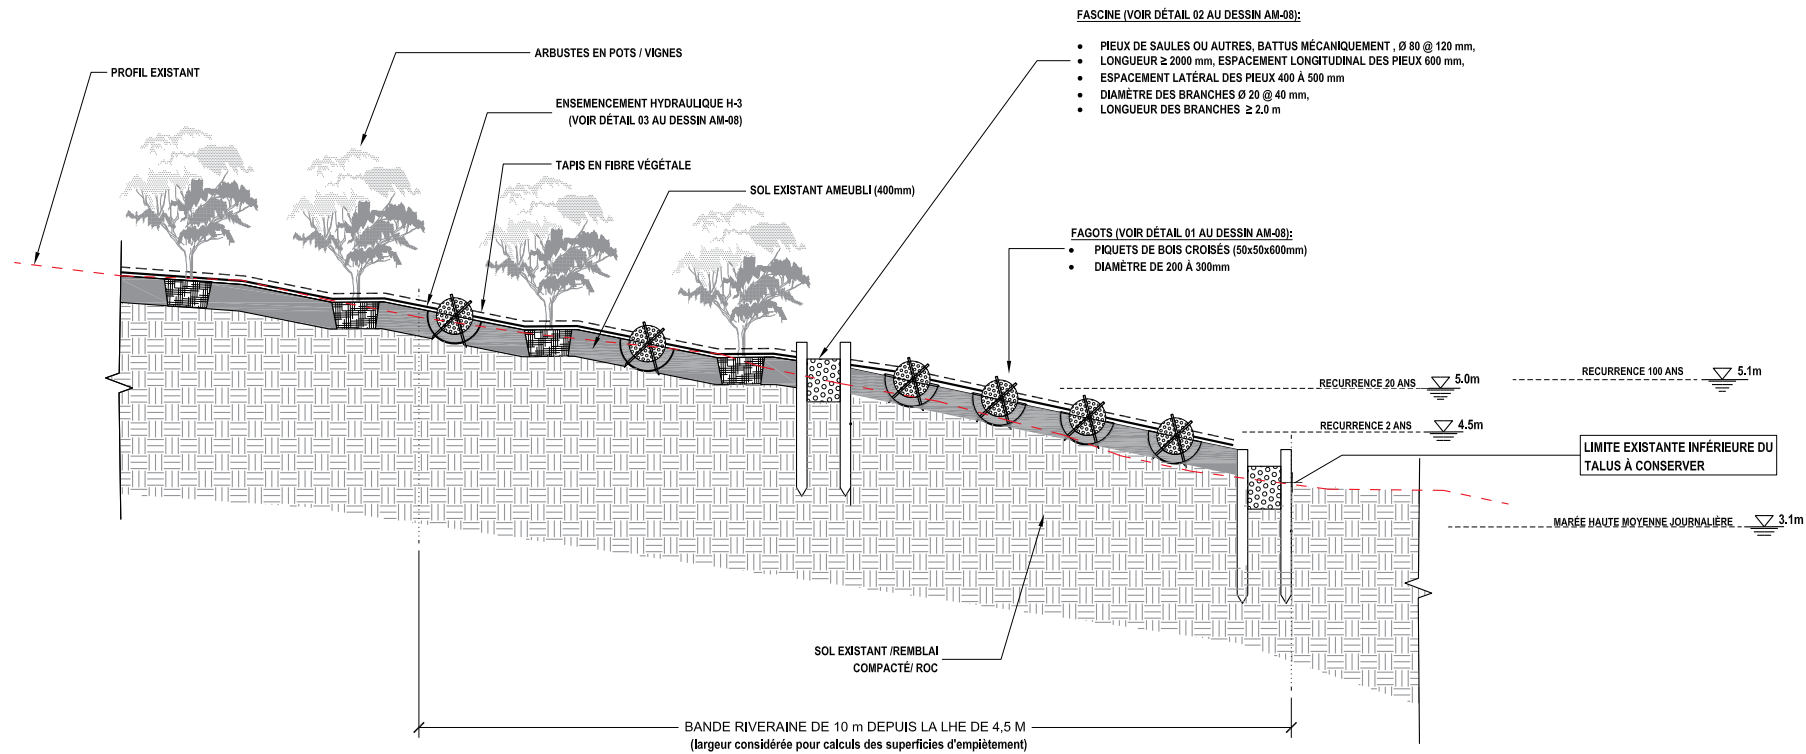 FASCINE (VOIR DÉTAIL 02 AU DESSIN AM-08):
• PIEUX DE SAULES OU AUTRES, BATTUS MÉCANIQUEMENT , Ø 80 @ 120 mm,
• LONGUEUR ≥ 2000 mm, ESPACEMENT LONGITUDINAL DES PIEUX 600 mm,
• ESPACEMENT LATÉRAL DES PIEUX 400 À 500 mm
• DIAMÈTRE DES BRANCHES Ø 20 @ 40 mm,
• LONGUEUR DES BRANCHES ≥ 2.0 m
ARBUSTES EN POTS / VIGNES
PROFIL EXISTANT
ENSEMENCEMENT HYDRAULIQUE H-3
(VOIR DÉTAIL 03 AU DESSIN AM-08)
TAPIS EN FIBRE VÉGÉTALE
SOL EXISTANT AMEUBLI (400mm)
FAGOTS (VOIR DÉTAIL 01 AU DESSIN AM-08):
• PIQUETS DE BOIS CROISÉS (50x50x600mm)
• DIAMÈTRE DE 200 À 300mm
RECURRENCE 20 ANS 5.0m
RECURRENCE 100 ANS 5.1m
RECURRENCE 2 ANS 4.5m
LIMITE EXISTANTE INFÉRIEURE DU
TALUS À CONSERVER
MARÉE HAUTE MOYENNE JOURNALIÈRE 3.1m
SOL EXISTANT /REMBLAI
COMPACTÉ/ ROC
BANDE RIVERAINE DE 10 m DEPUIS LA LHE DE 4,5 M
(largeur considérée pour calculs des superficies d'empiètement)